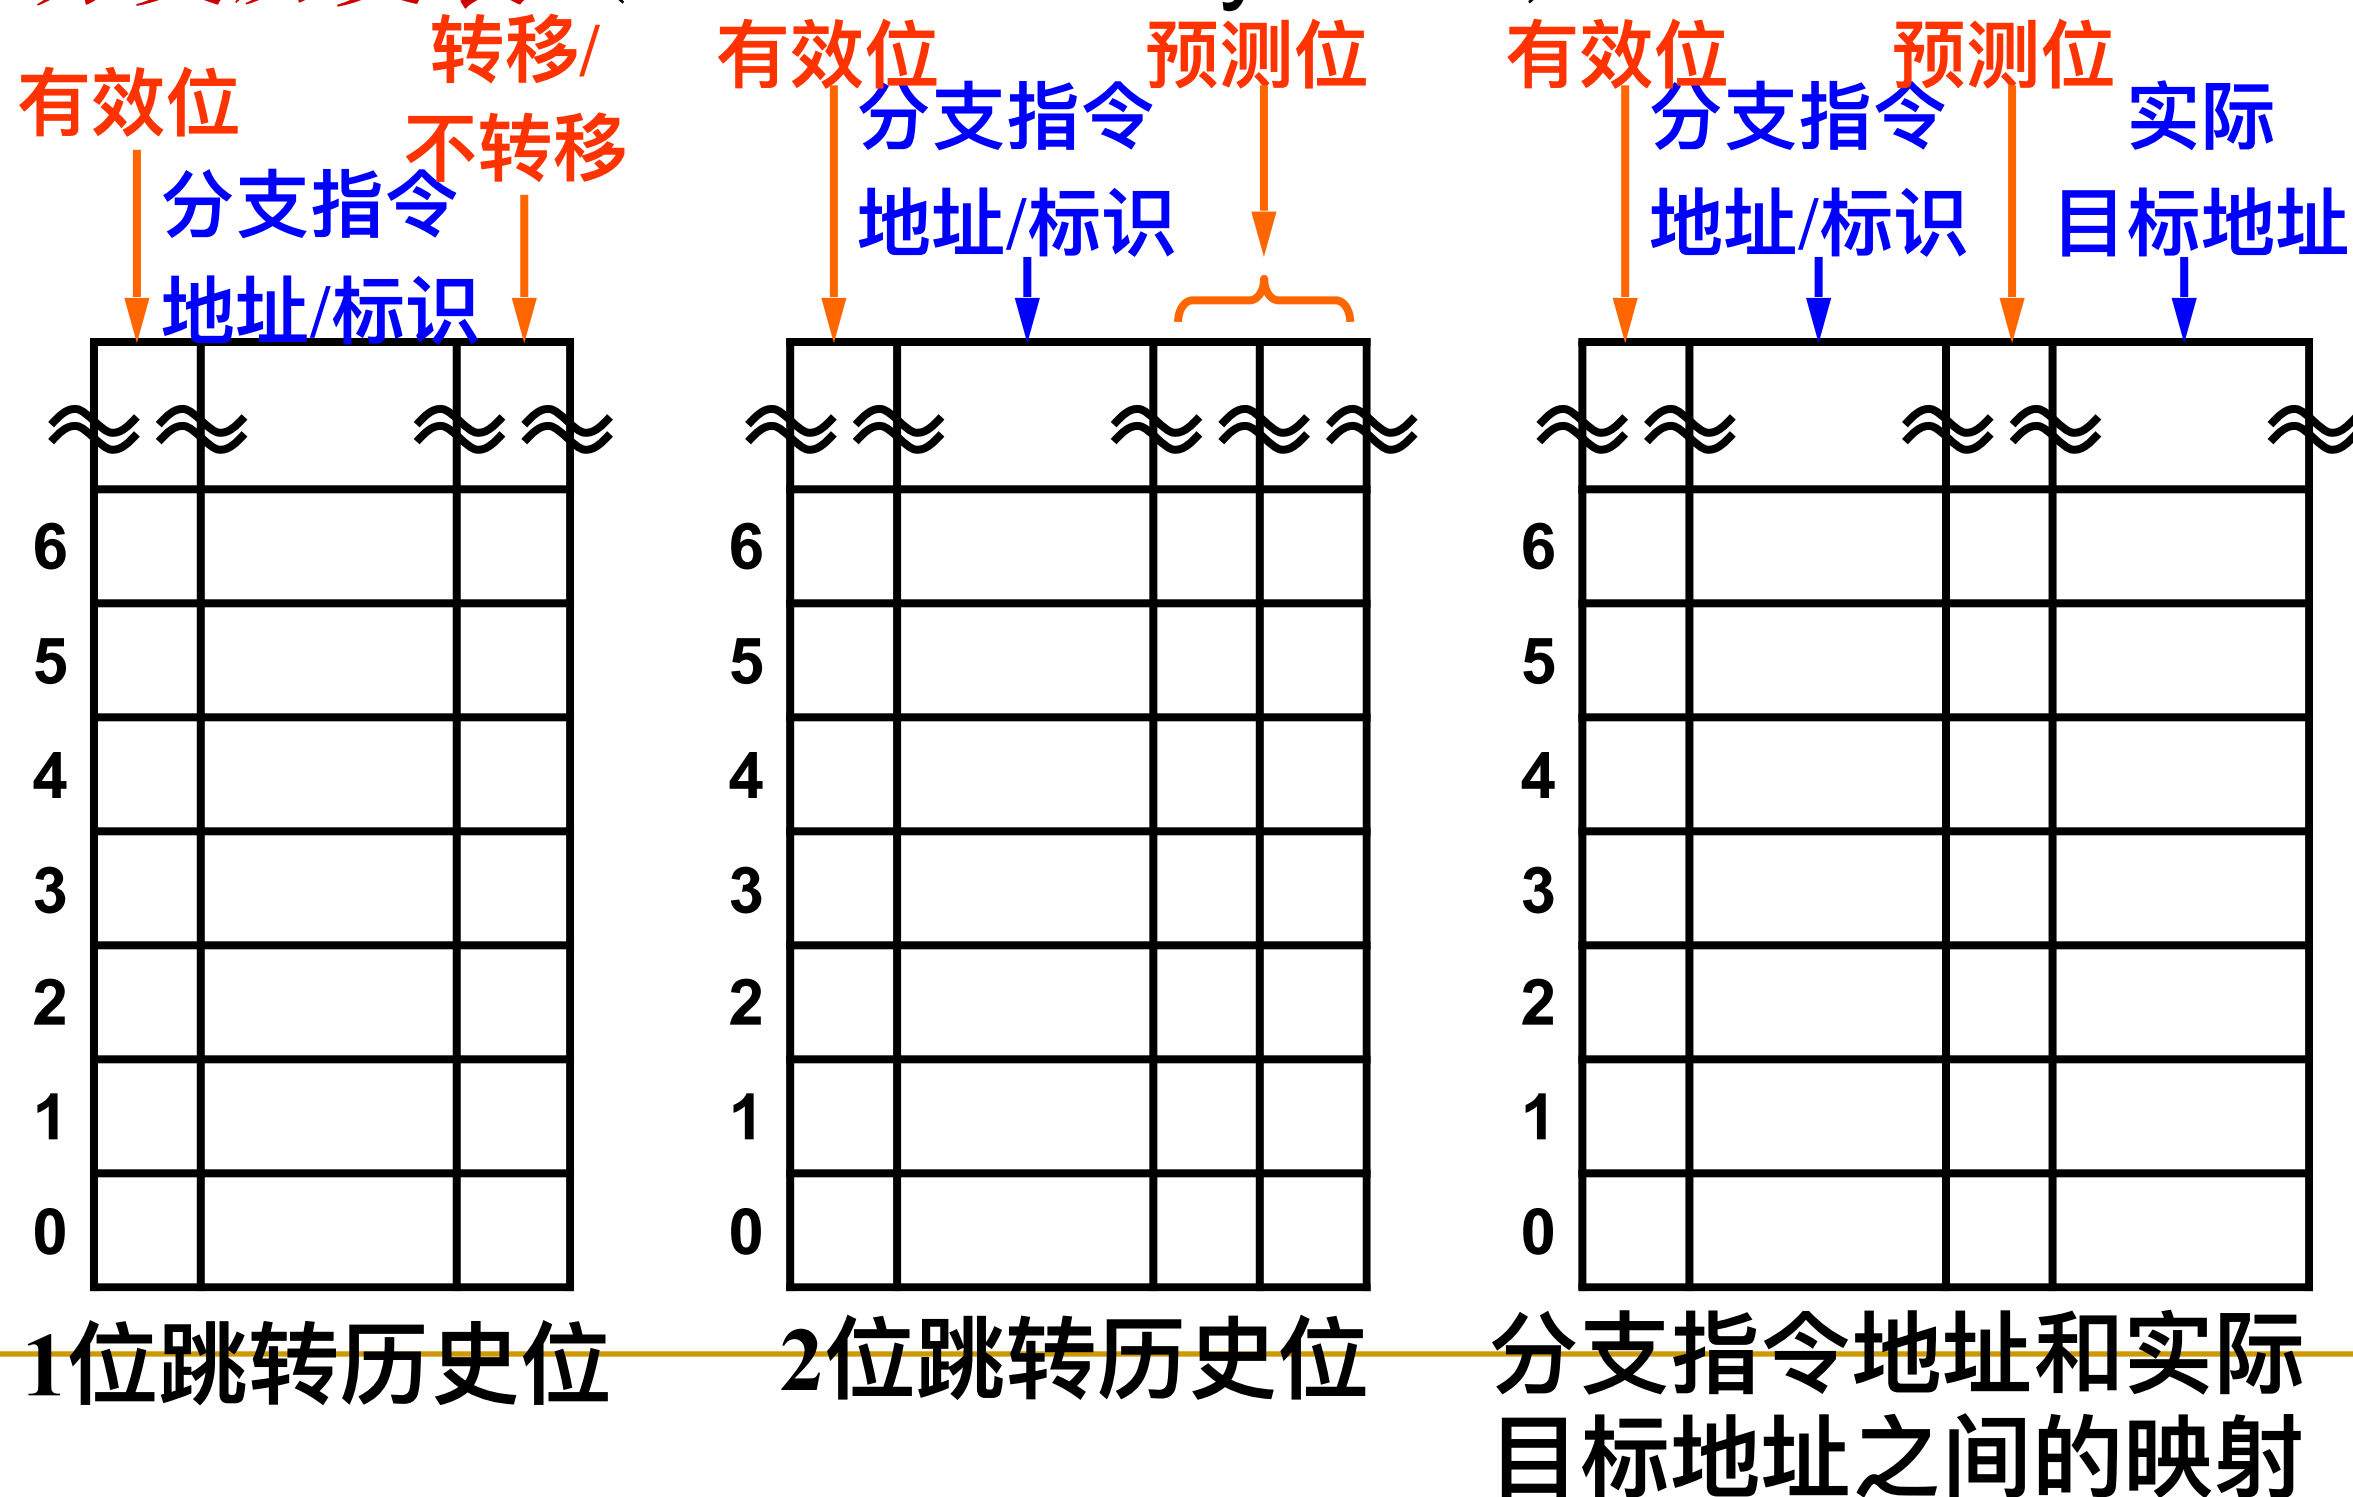 有效位
转移/
不转移
分支指令
地址/标识
6
5
4
3
2
1
0
1位跳转历史位
有效位
预测位
分支指令
地址/标识
6
5
4
3
2
1
0
2位跳转历史位
有效位
预测位
分支指令
地址/标识
实际
目标地址
6
5
4
3
2
1
0
分支指令地址和实际
目标地址之间的映射